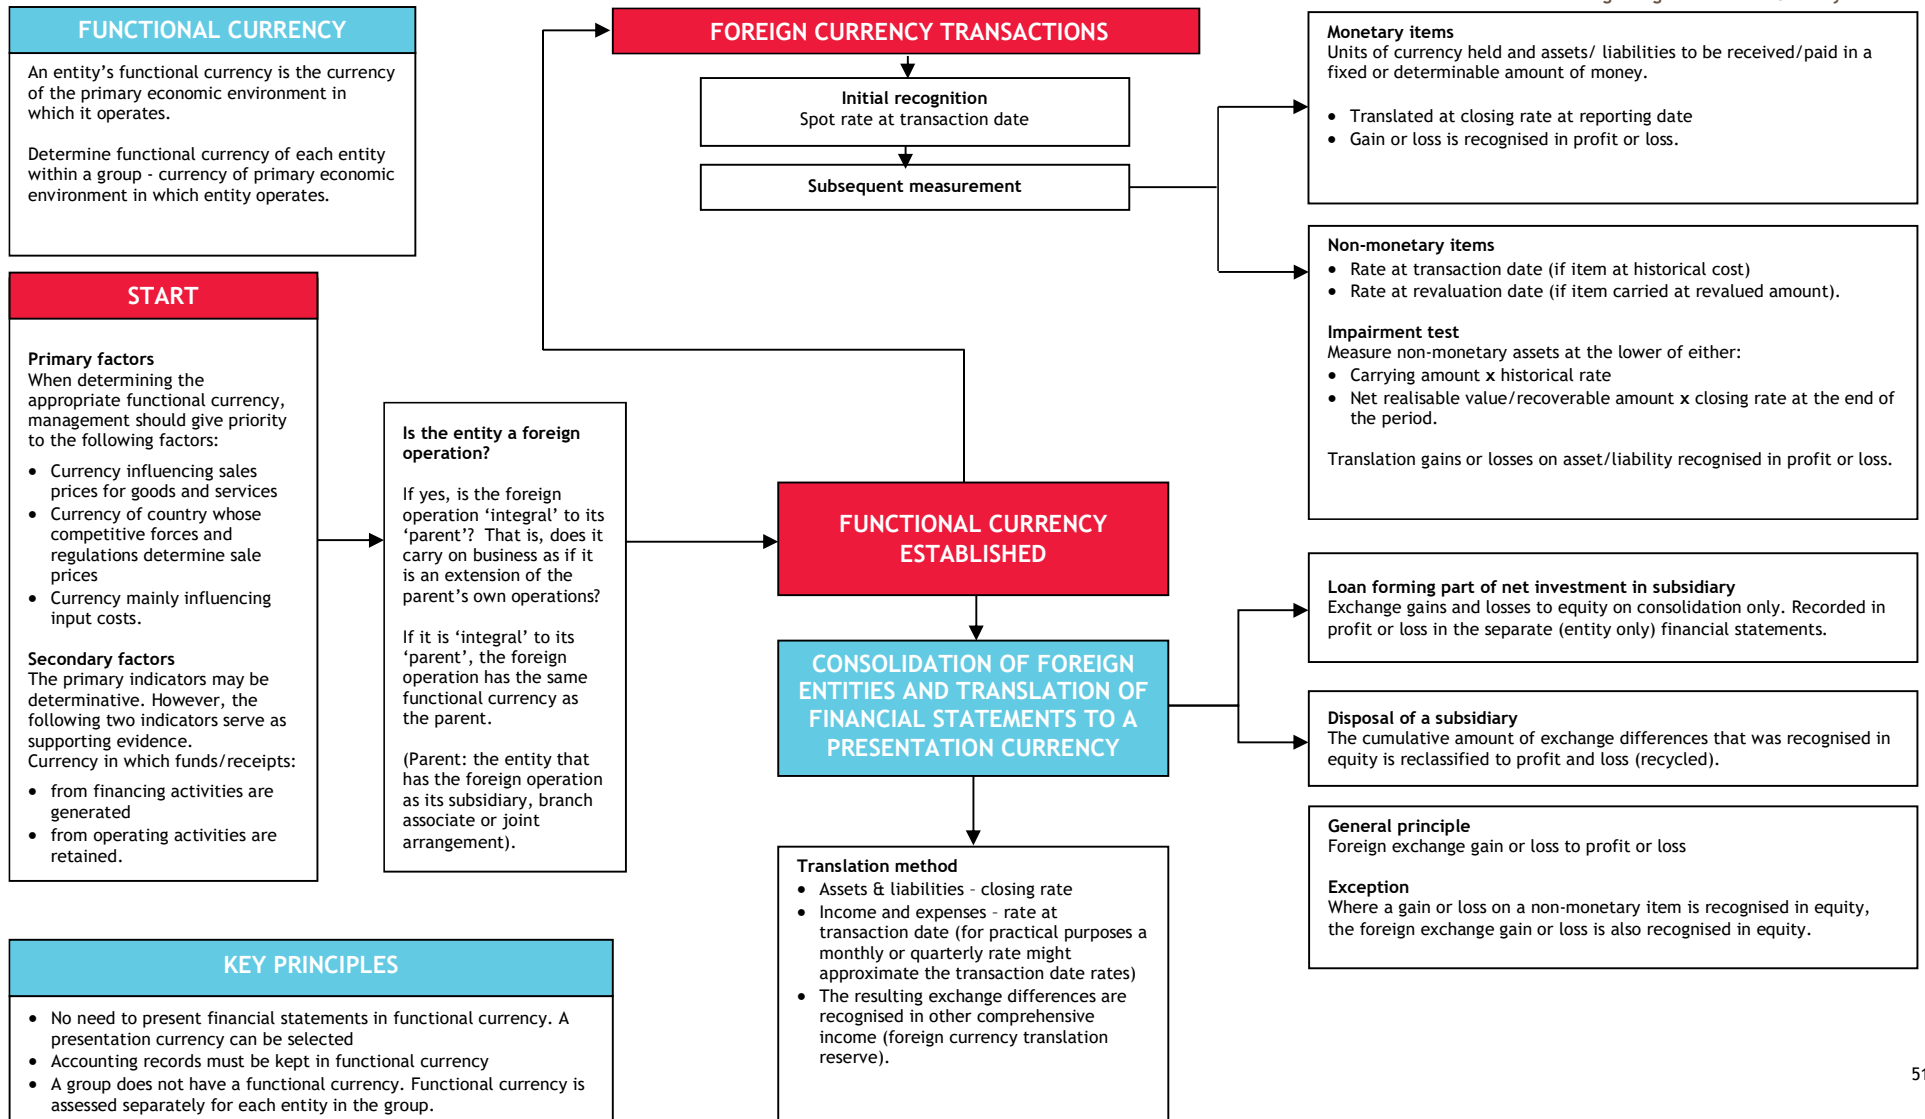 FUNCTIONAL CURRENCY
An entity’s functional currency is the currency
of the primary economic environment in
which it operates.
Determine functional currency of each entity
within a group - currency of primary economic
environment in which entity operates.
START
Primary factors
When determining the
appropriate functional currency,
management should give priority
to the following factors:
• Currency influencing sales
prices for goods and services
• Currency of country whose
competitive forces and
regulations determine sale
prices
• Currency mainly influencing
input costs.
Secondary factors
The primary indicators may be
determinative. However, the
following two indicators serve as
supporting evidence.
Currency in which funds/receipts:
• from financing activities are
generated
• from operating activities are
retained.
Is the entity a foreign
operation?
If yes, is the foreign
operation ‘integral’ to its
‘parent’? That is, does it
carry on business as if it
is an extension of the
parent’s own operations?
If it is ‘integral’ to its
‘parent’, the foreign
operation has the same
functional currency as
the parent.
(Parent: the entity that
has the foreign operation
as its subsidiary, branch
associate or joint
arrangement).
FOREIGN CURRENCY TRANSACTIONS
Initial recognition
Spot rate at transaction date
Subsequent measurement
FUNCTIONAL CURRENCY
ESTABLISHED
CONSOLIDATION OF FOREIGN
ENTITIES AND TRANSLATION OF
FINANCIAL STATEMENTS TO A
PRESENTATION CURRENCY
Translation method
• Assets & liabilities – closing rate
• Income and expenses – rate at
transaction date (for practical purposes a
monthly or quarterly rate might
approximate the transaction date rates)
• The resulting exchange differences are
recognised in other comprehensive
income (foreign currency translation
reserve).
Monetary items
Units of currency held and assets/ liabilities to be received/paid in a
fixed or determinable amount of money.
• Translated at closing rate at reporting date
• Gain or loss is recognised in profit or loss.
Non-monetary items
• Rate at transaction date (if item at historical cost)
• Rate at revaluation date (if item carried at revalued amount).
Impairment test
Measure non-monetary assets at the lower of either:
• Carrying amount x historical rate
• Net realisable value/recoverable amount x closing rate at the end of
the period.
Translation gains or losses on asset/liability recognised in profit or loss.
Loan forming part of net investment in subsidiary
Exchange gains and losses to equity on consolidation only. Recorded in
profit or loss in the separate (entity only) financial statements.
Disposal of a subsidiary
The cumulative amount of exchange differences that was recognised in
equity is reclassified to profit and loss (recycled).
General principle
Foreign exchange gain or loss to profit or loss
Exception
Where a gain or loss on a non-monetary item is recognised in equity,
the foreign exchange gain or loss is also recognised in equity.
KEY PRINCIPLES
• No need to present financial statements in functional currency. A
presentation currency can be selected
• Accounting records must be kept in functional currency
• A group does not have a functional currency. Functional currency is
assessed separately for each entity in the group.
51